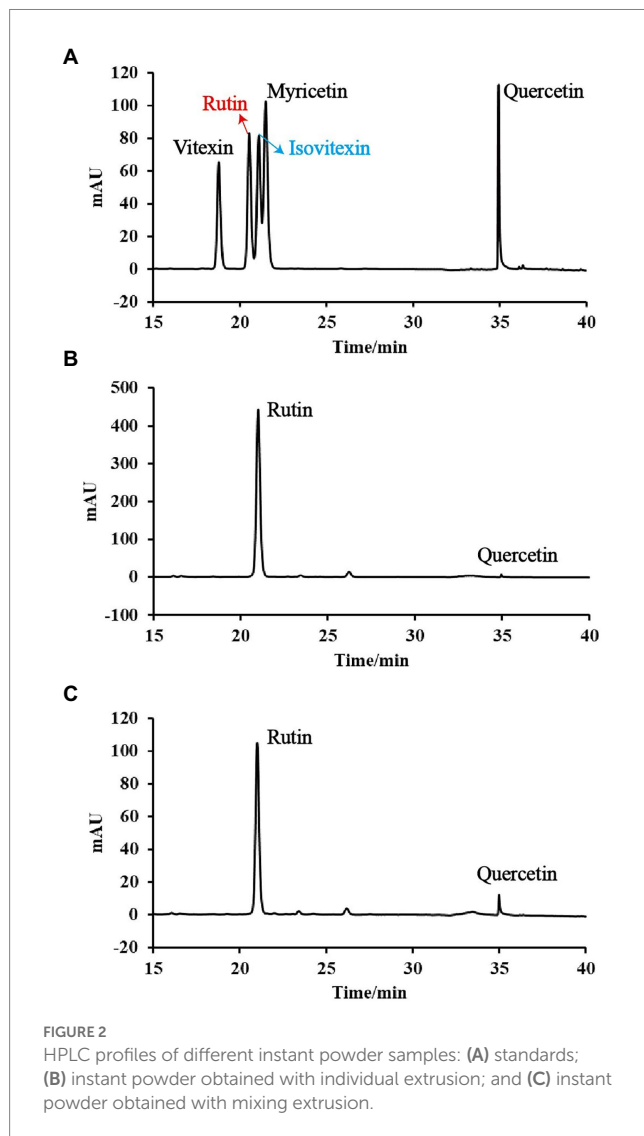 A
120
100
80
60
40
20
0
-20
mAU
Vitexin
Rutin
Myricetin
Isovitexin
Quercetin
15 20 25 30 35 40
Time/min
B
500
400
300
200
100
0
-100
mAU
Rutin
Quercetin
15 20 25 30 35 40
Time/min
C
120
100
80
60
40
20
0
-20
mAU
Rutin
Quercetin
15 20 25 30 35 40
Time/min
FIGURE 2
HPLC profiles of different instant powder samples: (A) standards;
(B) instant powder obtained with individual extrusion; and (C) instant
powder obtained with mixing extrusion.